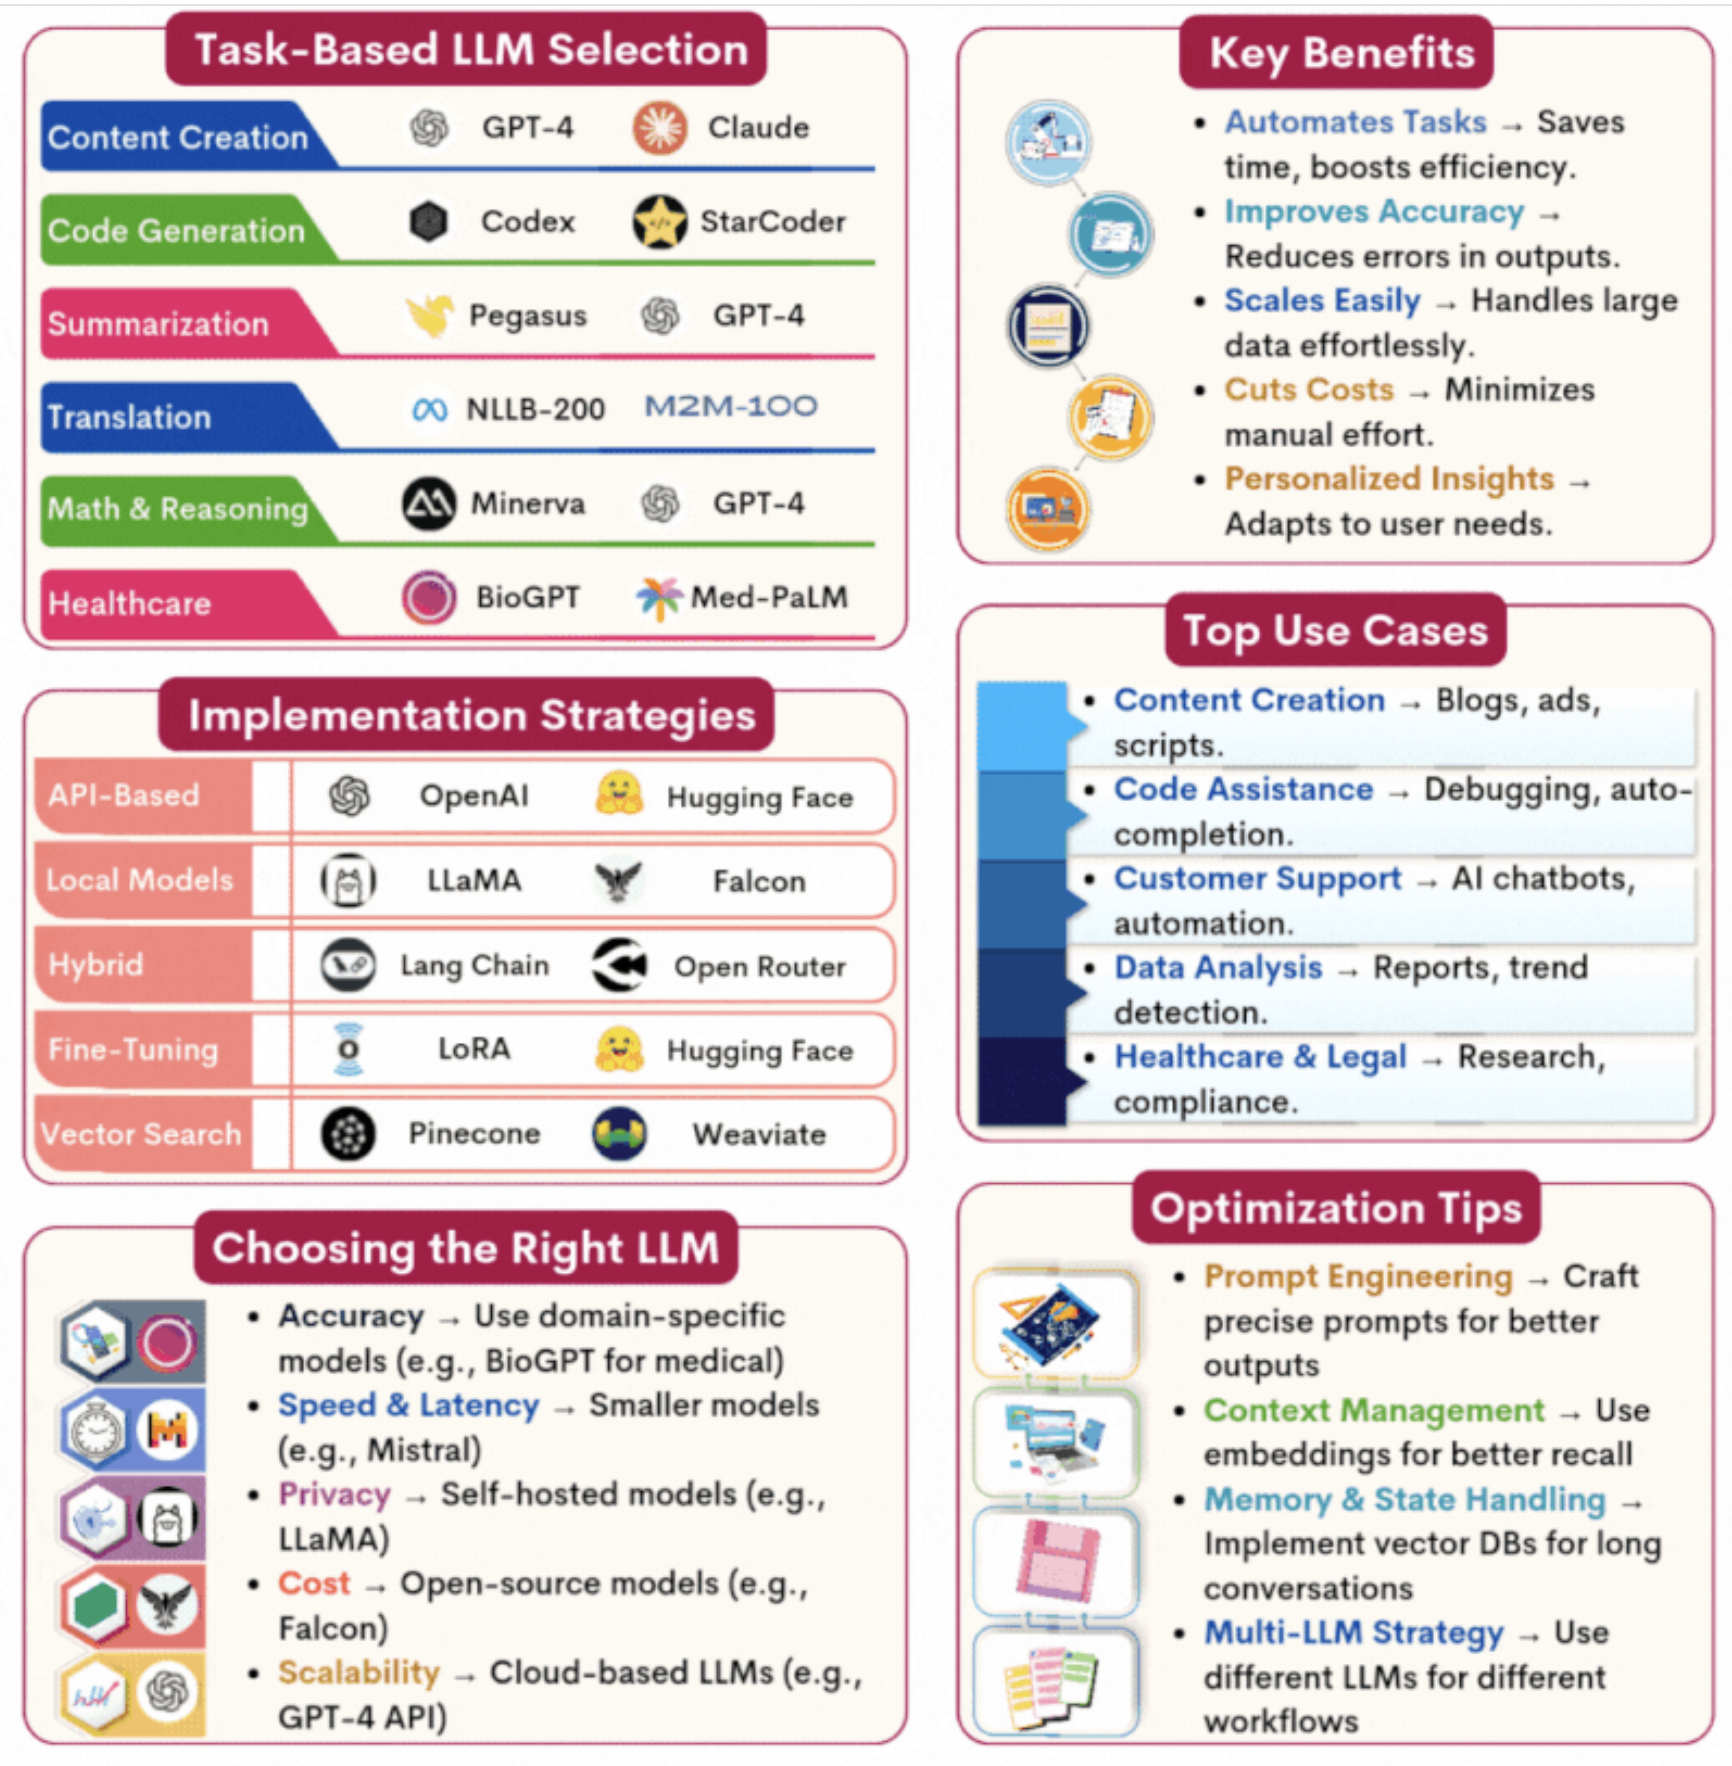 Task-Based LLM Selection
Content Creation GPT-4 Claude
Code Generation Codex StarCoder
Summarization Pegasus GPT-4
Translation NLLB-200 M2M-100
Math & Reasoning Minerva GPT-4
Healthcare BioGPT Med-PaLM
Implementation Strategies
API-Based OpenAI Hugging Face
Local Models LLaMA Falcon
Hybrid Lang Chain Open Router
Fine-Tuning LoRA Hugging Face
Vector Search Pinecone Weaviate
Choosing the Right LLM
• Accuracy → Use domain-specific
models (e.g., BioGPT for medical)
• Speed & Latency → Smaller models
(e.g., Mistral)
• Privacy → Self-hosted models (e.g.,
LLaMA)
• Cost → Open-source models (e.g.,
Falcon)
• Scalability → Cloud-based LLMs (e.g.,
GPT-4 API)
Key Benefits
• Automates Tasks → Saves
time, boosts efficiency.
• Improves Accuracy →
Reduces errors in outputs.
• Scales Easily → Handles large
data effortlessly.
• Cuts Costs → Minimizes
manual effort.
• Personalized Insights →
Adapts to user needs.
Top Use Cases
• Content Creation → Blogs, ads,
scripts.
• Code Assistance → Debugging, auto-
completion.
• Customer Support → AI chatbots,
automation.
• Data Analysis → Reports, trend
detection.
• Healthcare & Legal → Research,
compliance.
Optimization Tips
• Prompt Engineering → Craft
precise prompts for better
outputs
• Context Management → Use
embeddings for better recall
• Memory & State Handling →
Implement vector DBs for long
conversations
• Multi-LLM Strategy → Use
different LLMs for different
workflows